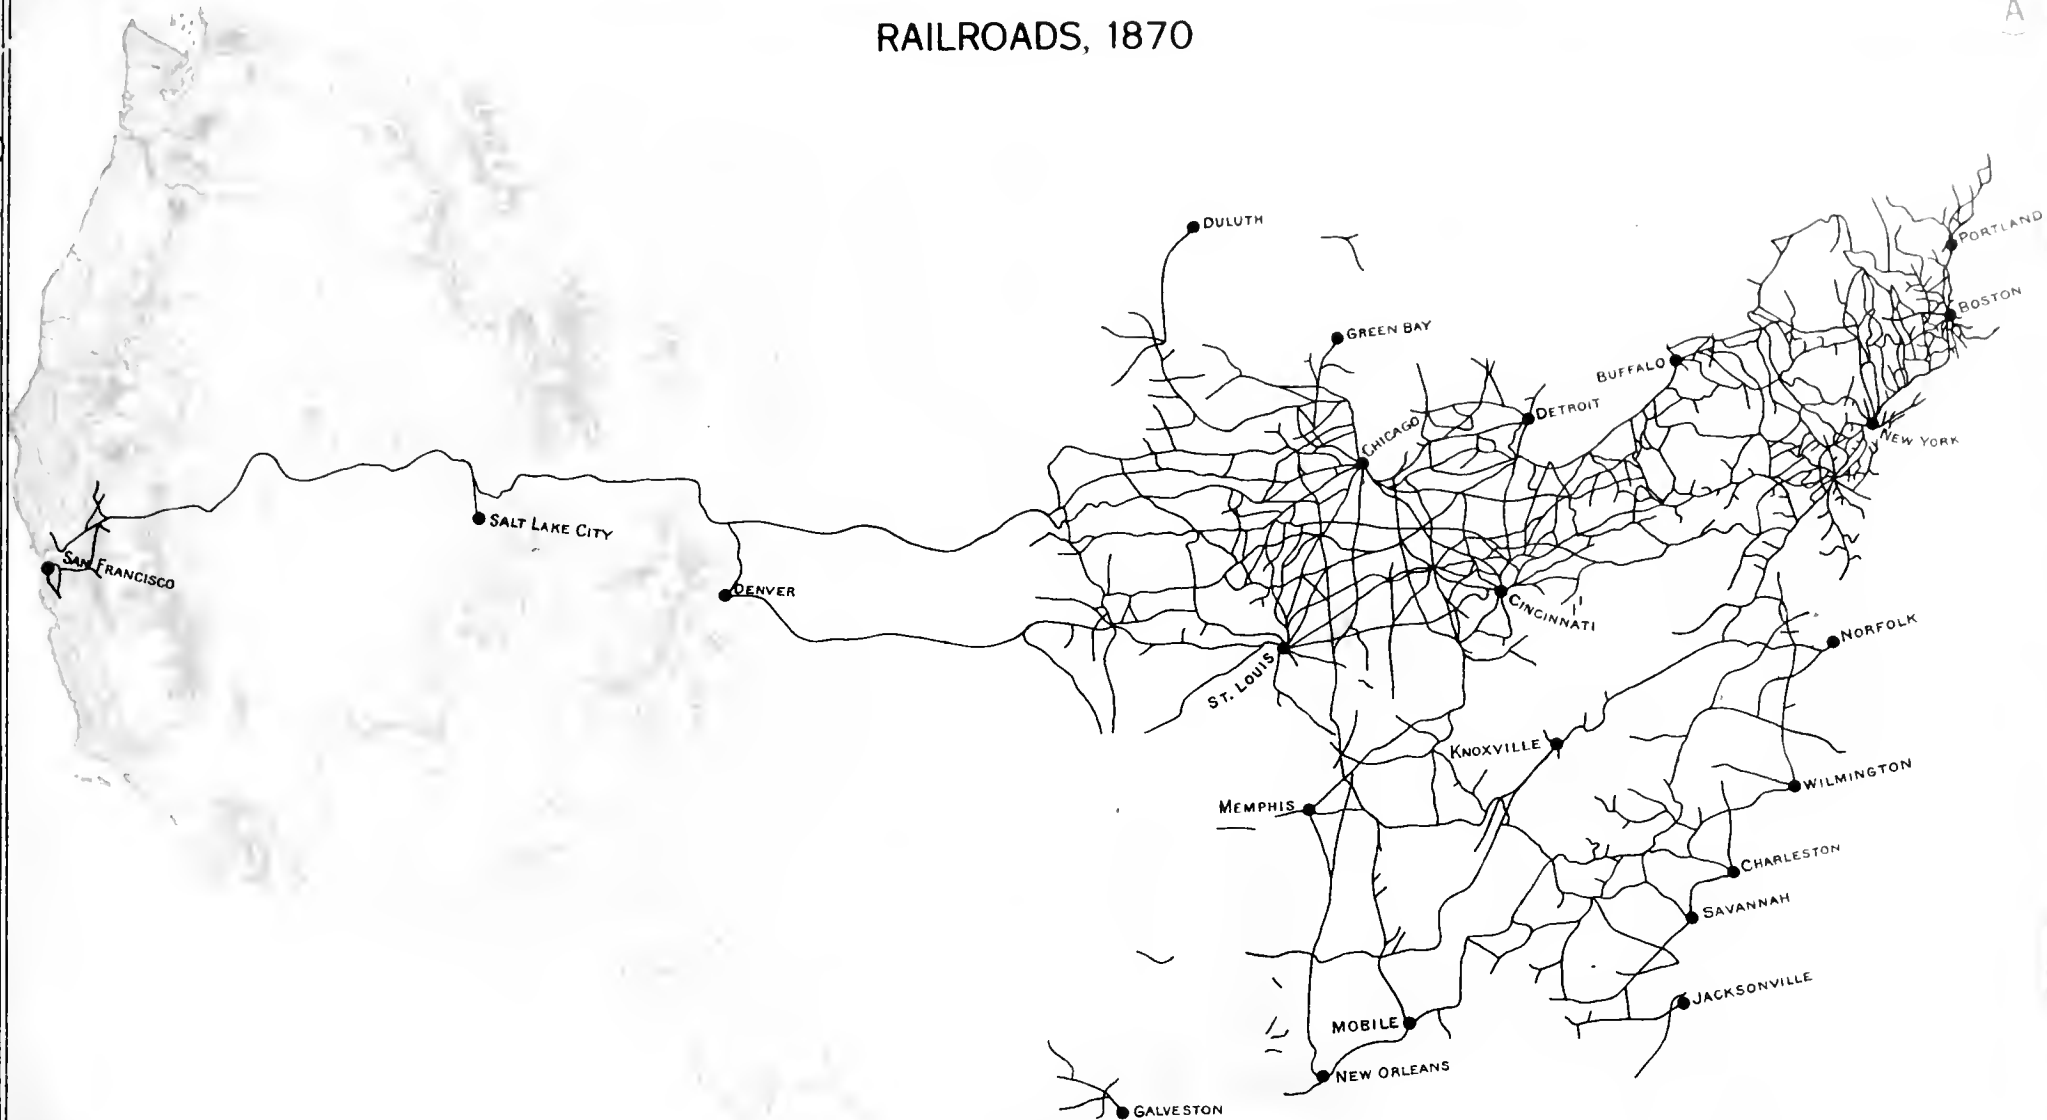 RAILROADS, 1870
A
DULUTH
PORTLAND
BOSTON
GREEN BAY
BUFFALO
DETROIT
CHICAGO
NEW YORK
SALT LAKE CITY
SAN FRANCISCO
DENVER
CINCINNATI
NORFOLK
ST. LOUIS
KNOXVILLE
WILMINGTON
MEMPHIS
CHARLESTON
SAVANNAH
JACKSONVILLE
MOBILE
NEW ORLEANS
GALVESTON